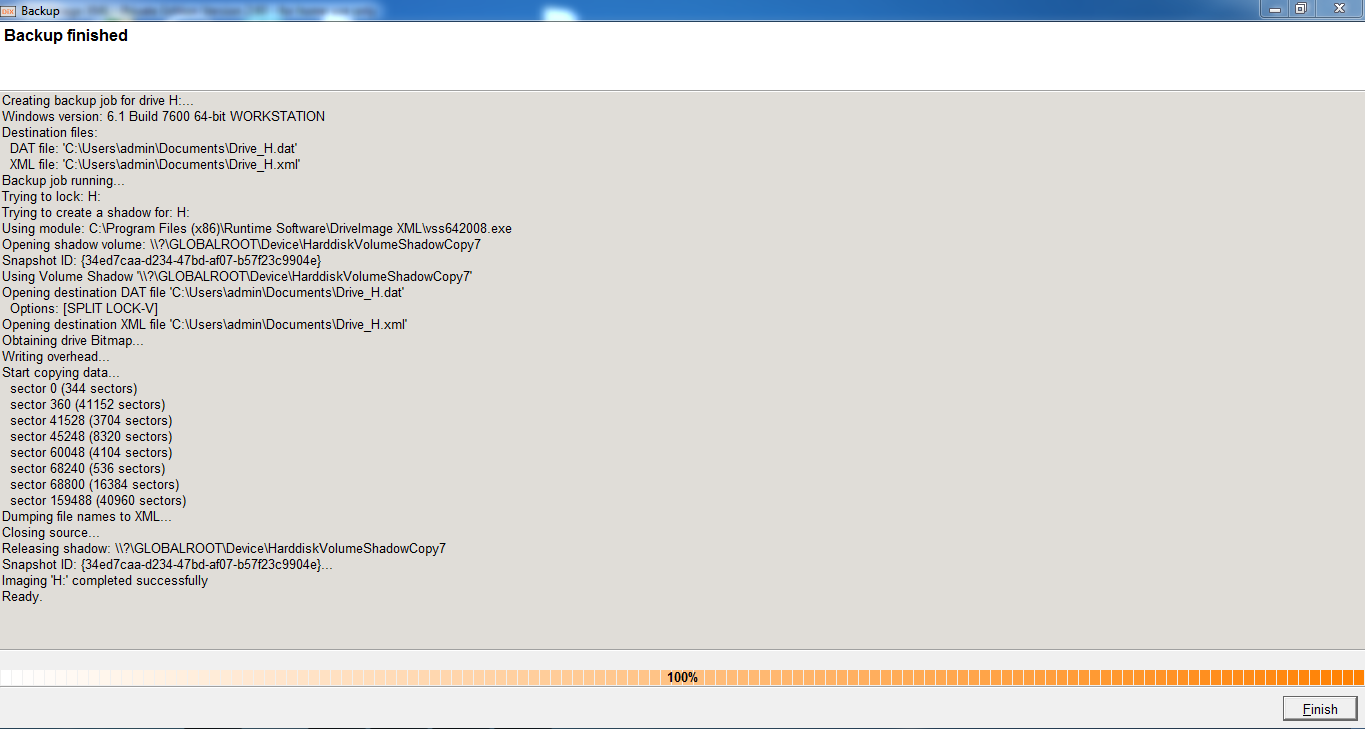 Backup
Backup finished
Creating backup job for drive H:...
Windows version: 6.1 Build 7600 64-bit WORKSTATION
Destination files:
DAT file: 'C:\Users\admin\Documents\Drive_H.dat'
XML file: 'C:\Users\admin\Documents\Drive_H.xml'
Backup job running...
Trying to lock: H:
Trying to create a shadow for: H:
Using module: C:\Program Files (x86)\Runtime Software\DriveImage XML\vss642008.exe
Opening shadow volume: \\?\GLOBALROOT\Device\HarddiskVolumeShadowCopy7
Snapshot ID: {34ed7caa-d234-47bd-af07-b57f23c9904e}
Using Volume Shadow '\\?\GLOBALROOT\Device\HarddiskVolumeShadowCopy7'
Opening destination DAT file 'C:\Users\admin\Documents\Drive_H.dat'
Options: [SPLIT LOCK-V]
Opening destination XML file 'C:\Users\admin\Documents\Drive_H.xml'
Obtaining drive Bitmap...
Writing overhead...
Start copying data...
sector 0 (344 sectors)
sector 360 (41152 sectors)
sector 41528 (3704 sectors)
sector 45248 (8320 sectors)
sector 60048 (4104 sectors)
sector 68240 (536 sectors)
sector 68800 (16384 sectors)
sector 159488 (40960 sectors)
Dumping file names to XML...
Closing source...
Releasing shadow: \\?\GLOBALROOT\Device\HarddiskVolumeShadowCopy7
Snapshot ID: {34ed7caa-d234-47bd-af07-b57f23c9904e}...
Imaging 'H:' completed successfully
Ready.
100%
Finish